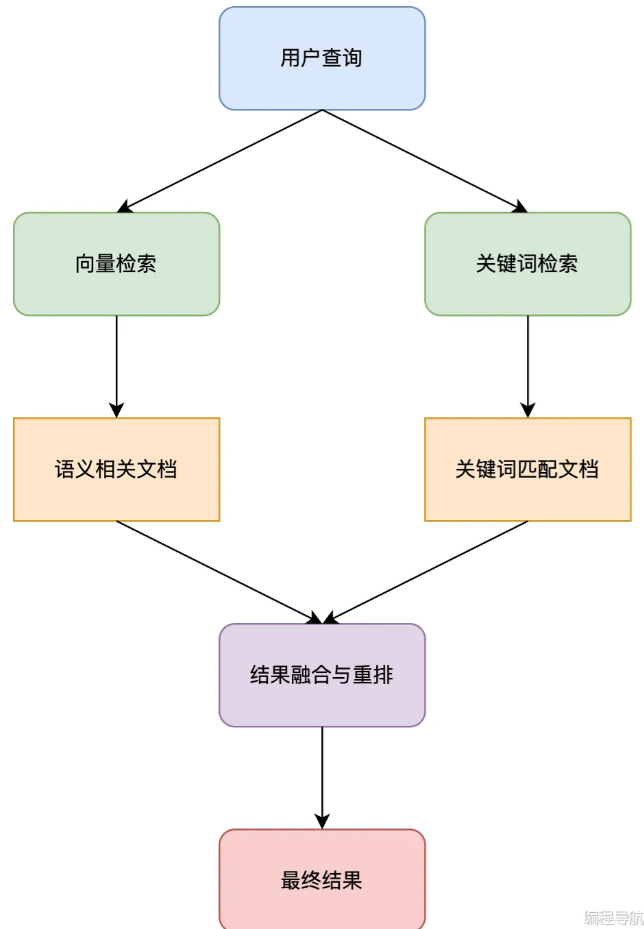 用户查询
向量检索
关键词检索
语义相关文档
关键词匹配文档
结果融合与重排
最终结果
编程导航